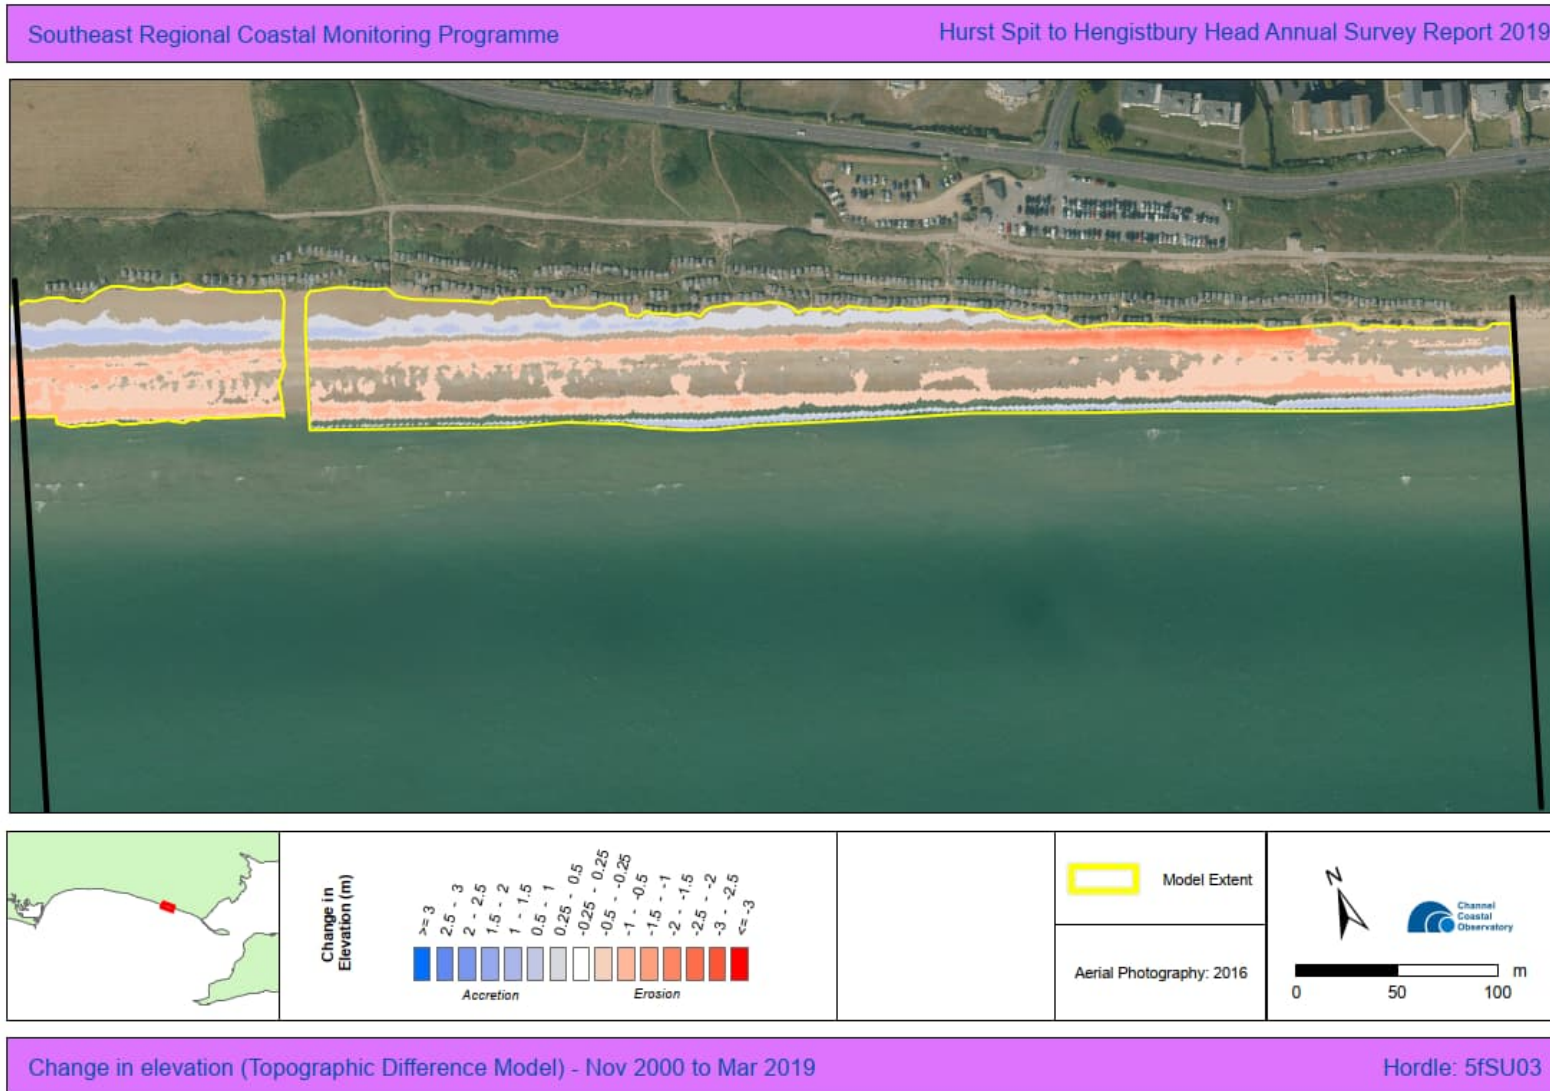 Southeast Regional Coastal Monitoring Programme
Hurst Spit to Hengistbury Head Annual Survey Report 2019
Change in
Elevation (m)
>= 3
2.5 - 3
2 - 2.5
1.5 - 2
1 - 1.5
0.5 - 1
0.25 - 0.5
-0.25 - 0.25
-0.5 - -0.25
-1 - -0.5
-1.5 - -1
-2 - -1.5
-2.5 - -2
-3 - -2.5
<= -3
Accretion
Erosion
Model Extent
Aerial Photography: 2016
N
Channel
Coastal
Observatory
m
0 50 100
Change in elevation (Topographic Difference Model) - Nov 2000 to Mar 2019
Hordle: 5fSU03